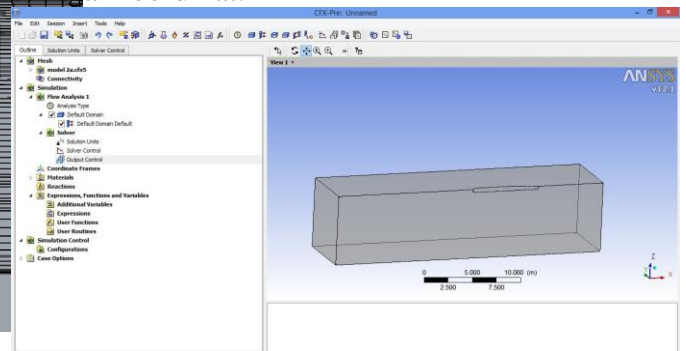 CFX-Pre: Unnamed
File Edit Session Insert Tools Help
Outline Solution Units Solver Control
Mesh
model 2a.cfx5
Connectivity
Simulation
Flow Analysis 1
Analysis Type
Default Domain
Default Domain Default
Solver
Solution Units
Solver Control
Output Control
Coordinate Frames
Materials
Reactions
Expressions, Functions and Variables
Additional Variables
Expressions
User Functions
User Routines
Simulation Control
Configurations
Case Options
View 1
ANSYS
v12.1
0 5.000 10.000 (m)
2.500 7.500
Z
Y
X